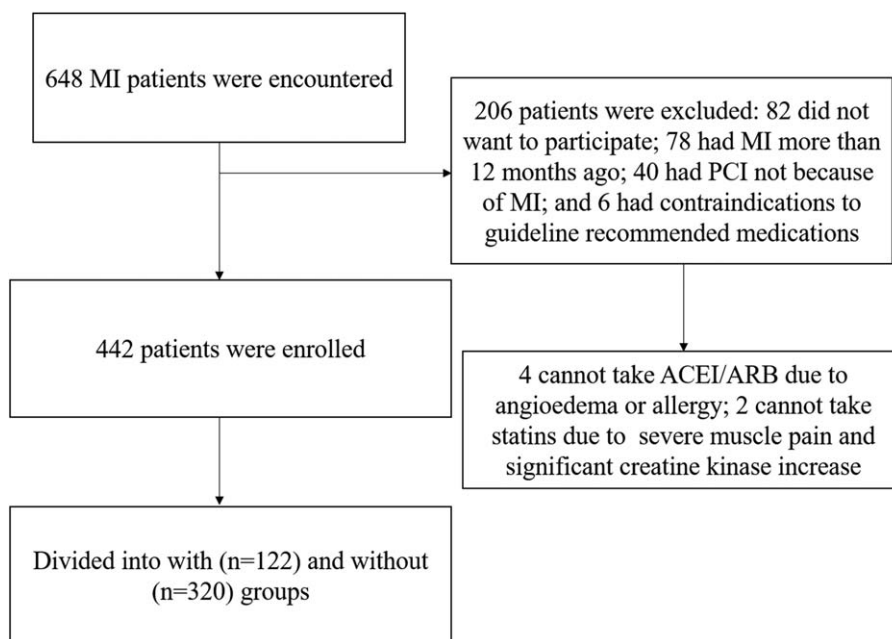 648 MI patients were encountered
206 patients were excluded: 82 did not
want to participate; 78 had MI more than
12 months ago; 40 had PCI not because
of MI; and 6 had contraindications to
guideline recommended medications
442 patients were enrolled
4 cannot take ACEI/ARB due to
angioedema or allergy; 2 cannot take
statins due to severe muscle pain and
significant creatine kinase increase
Divided into with (n=122) and without
(n=320) groups